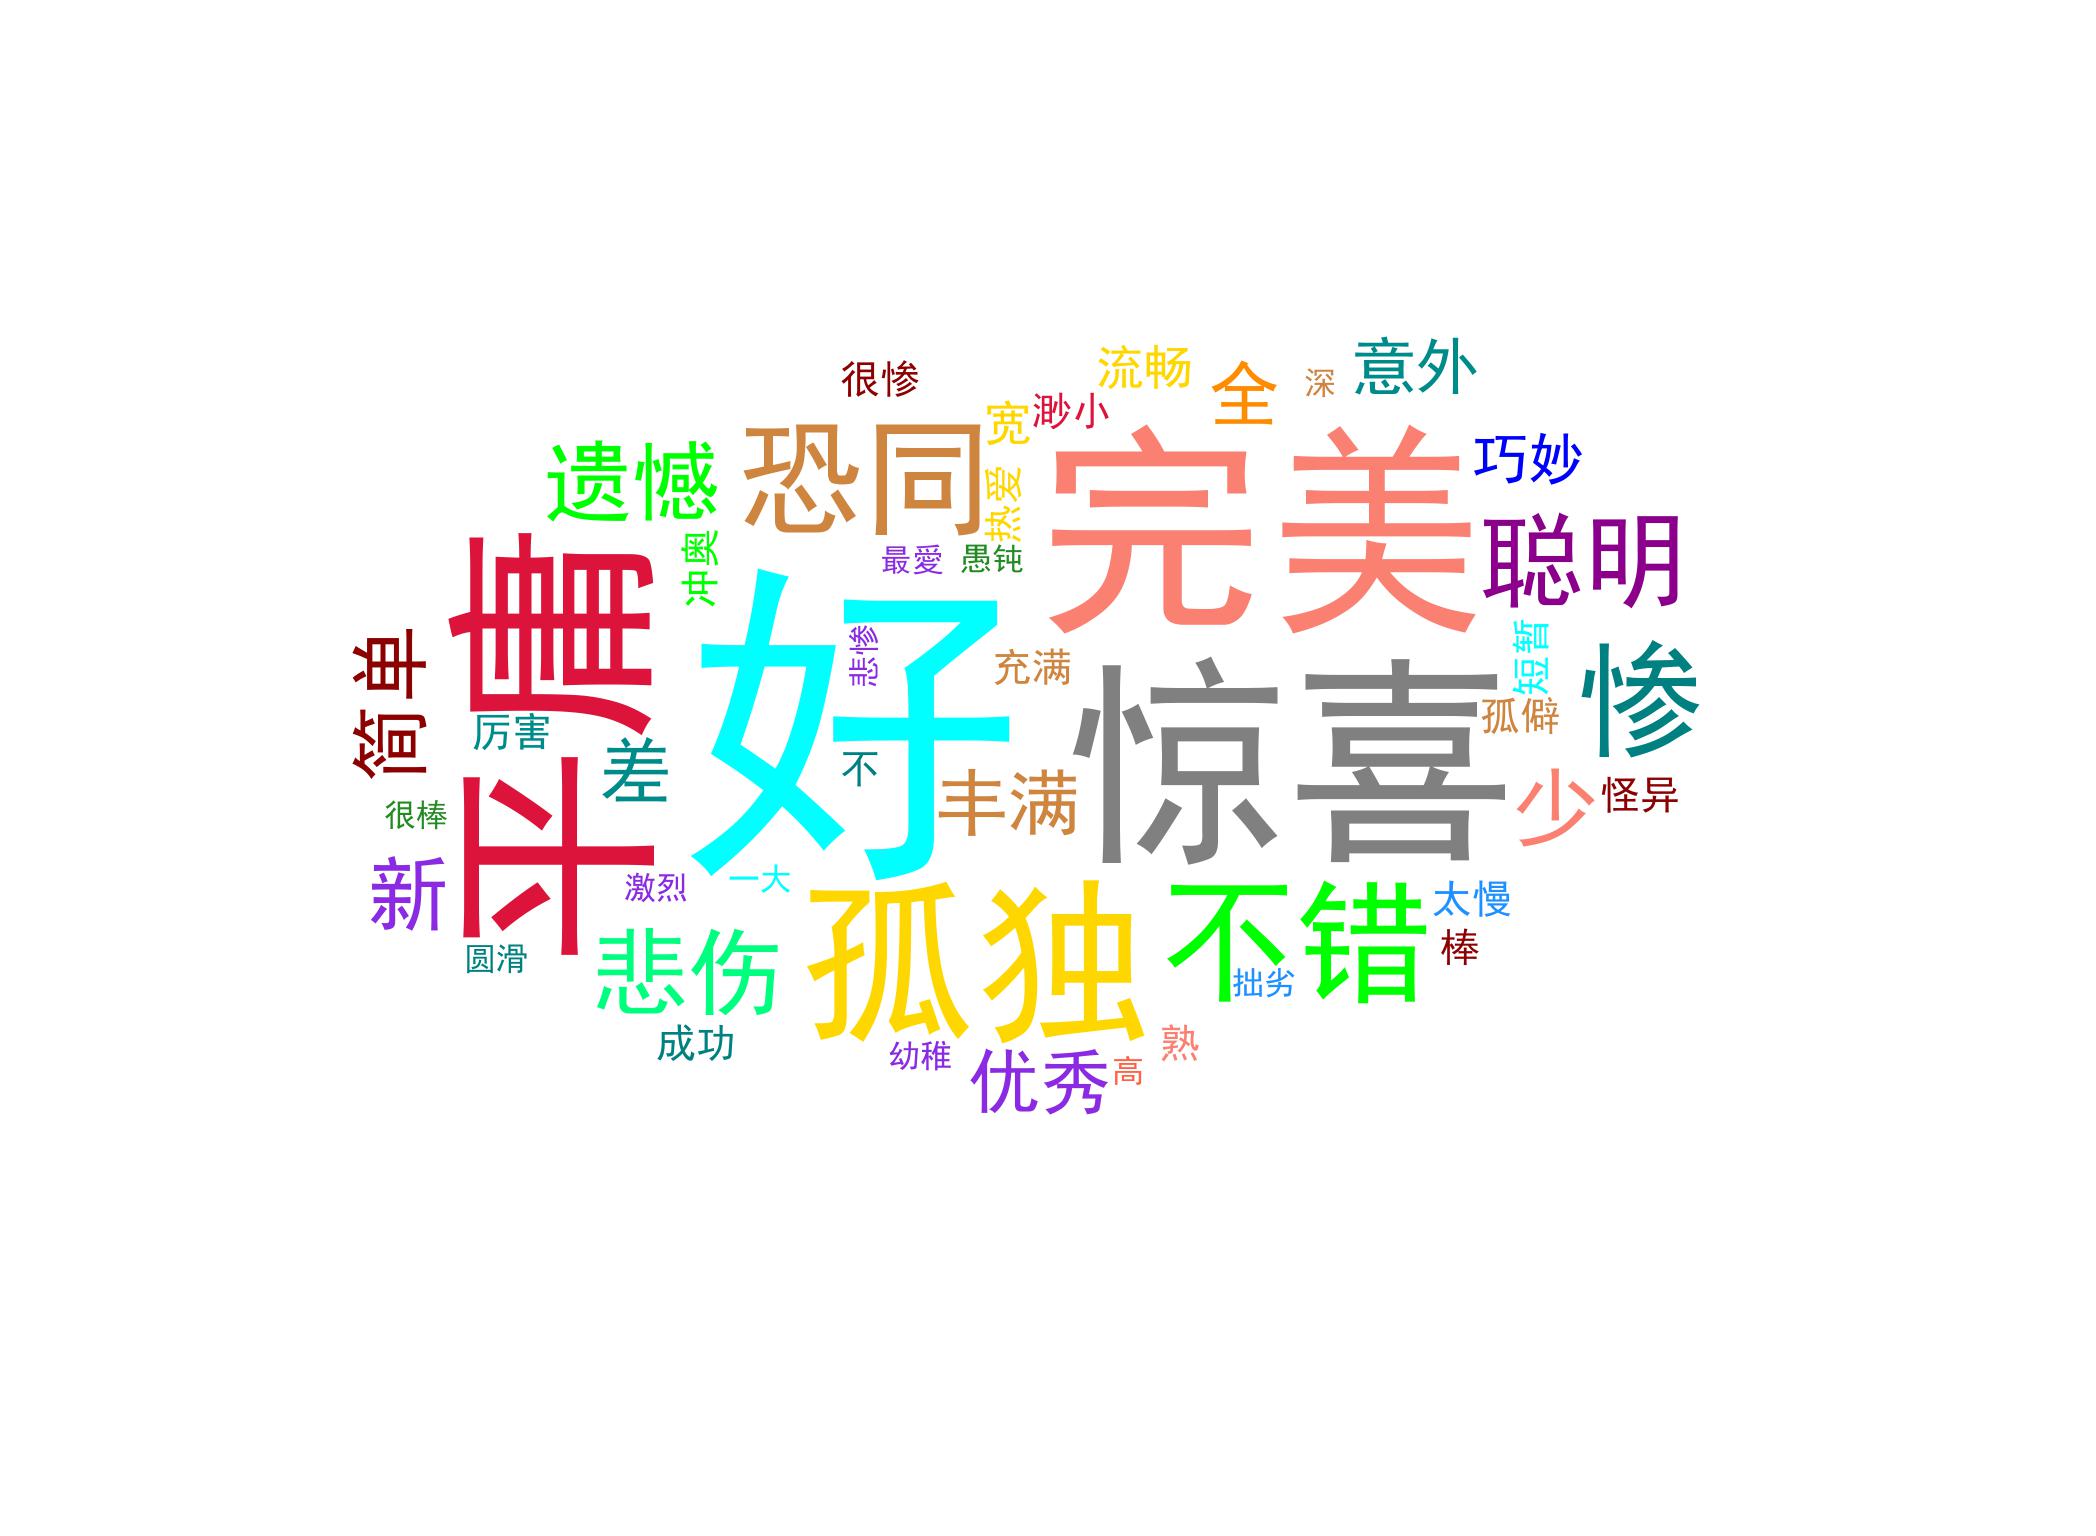 意外
流畅
很惨
全
深
渺小
宽
恐同
完美
巧妙
遗憾
热爱
聪明
冲奥
最愛
愚钝
平庸
好
悲惨
充满
短暂
惨
简单
惊喜
孤僻
厉害
差
不
丰满
少
怪异
很棒
新
激烈
一大
孤独
不错
太慢
棒
圆滑
悲伤
拙劣
成功
幼稚
优秀
高
熟